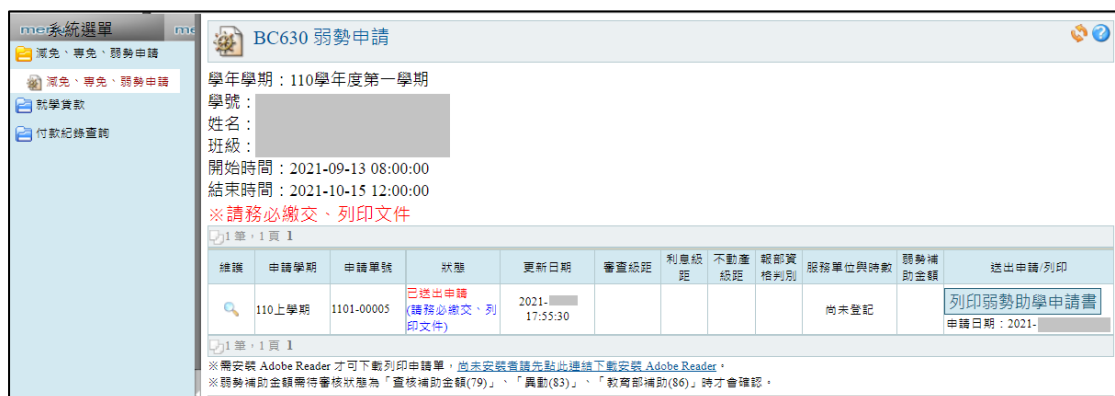 系統選單
減免、專免、弱勢申請
減免、專免、弱勢申請
就學貸款
付款紀錄查詢
BC630 弱勢申請
學年學期：110學年度第一學期
學號：
姓名：
班級：
開始時間：2021-09-13 08:00:00
結束時間：2021-10-15 12:00:00
※請務必繳交、列印文件
1 筆，1 頁 1
維護 申請學期 申請單號 狀態 更新日期 審查級距 利息級距 不動產級距 報部資格判別 服務單位與時數 弱勢補助金額 送出申請/列印
110上學期 1101-00005 已送出申請 (請務必繳交、列印文件) 2021- 17:55:30 尚未登記 列印弱勢助學申請書
申請日期：2021-
1 筆，1 頁 1
※需安裝 Adobe Reader 才可下載列印申請單，尚未安裝者請先點此連結下載安裝 Adobe Reader。
※弱勢補助金額需待審核狀態為「查核補助金額(79)」、「異動(83)」、「教育部補助(86)」時才會確認。